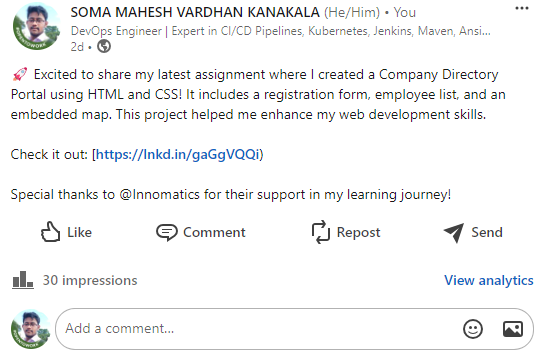 SOMA MAHESH VARDHAN KANAKALA (He/Him) • You
DevOps Engineer | Expert in CI/CD Pipelines, Kubernetes, Jenkins, Maven, Ansi...
2d •
🚀 Excited to share my latest assignment where I created a Company Directory
Portal using HTML and CSS! It includes a registration form, employee list, and an
embedded map. This project helped me enhance my web development skills.
Check it out: [https://lnkd.in/gaGgVQQi)
Special thanks to @Innomatics for their support in my learning journey!
Like Comment Repost Send
30 impressions View analytics
Add a comment...